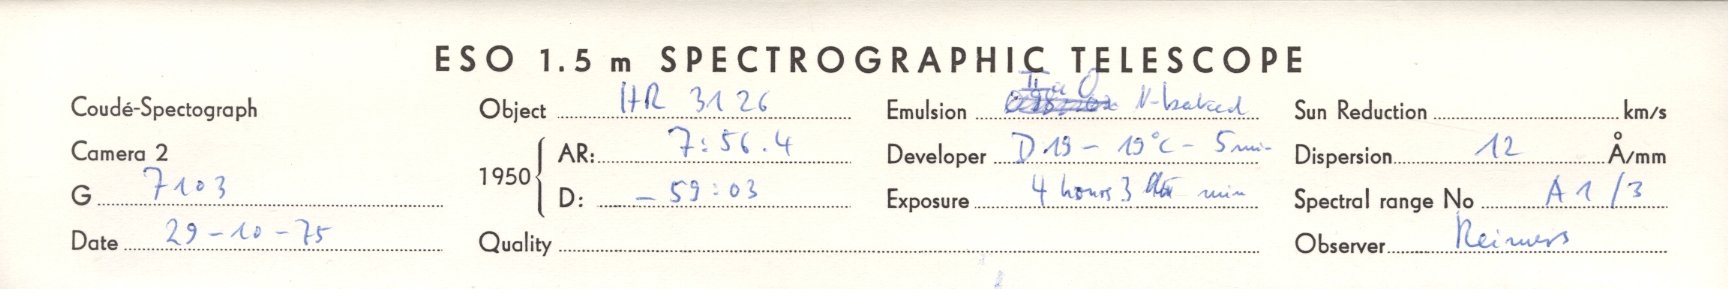 ESO 1.5 m SPECTROGRAPHIC TELESCOPE
Coudé-Spectograph
Object HR 3126
Emulsion IIa O N-baked
Sun Reduction km/s
Camera 2
1950
AR: 7:56.4
Developer D 19 - 19°C - 5 min
Dispersion 12 Å/mm
G 7103
D: - 59:03
Exposure 4 hours 3 min
Spectral range No A1/3
Date 29-10-75
Quality
Observer Reimers